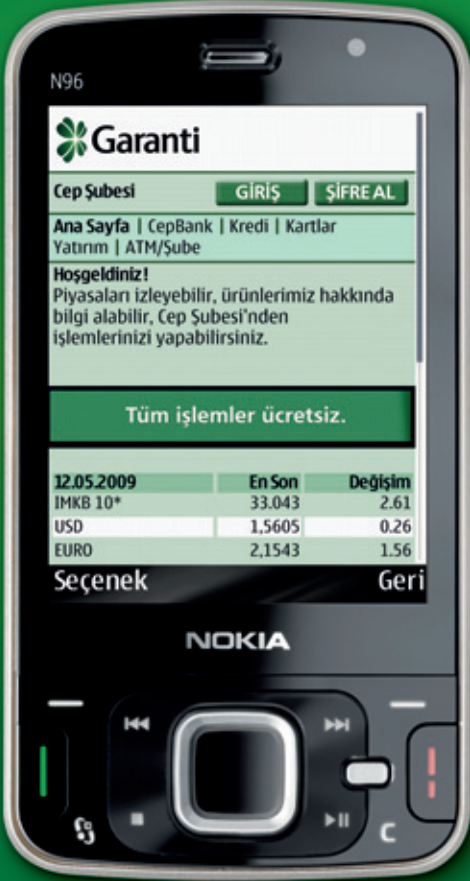 N96
Garanti
Cep Şubesi GİRİŞ ŞİFRE AL
Ana Sayfa | CepBank | Kredi | Kartlar
Yatırım | ATM/Şube
Hoşgeldiniz!
Piyasaları izleyebilir, ürünlerimiz hakkında
bilgi alabilir, Cep Şubesi'nden
işlemlerinizi yapabilirsiniz.
Tüm işlemler ücretsiz.
12.05.2009 En Son Değişim
IMKB 10* 33.043 2.61
USD 1,5605 0.26
EURO 2,1543 1.56
Seçenek Geri
NOKIA
C